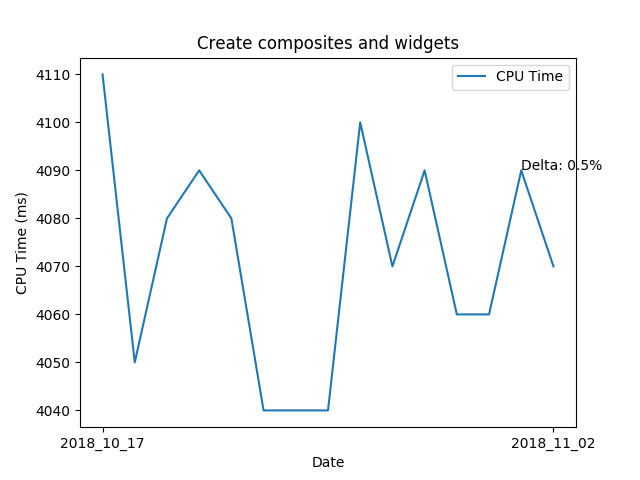 Create composites and widgets
CPU Time
Delta: 0.5%
CPU Time (ms)
4110
4100
4090
4080
4070
4060
4050
4040
2018_10_17
2018_11_02
Date